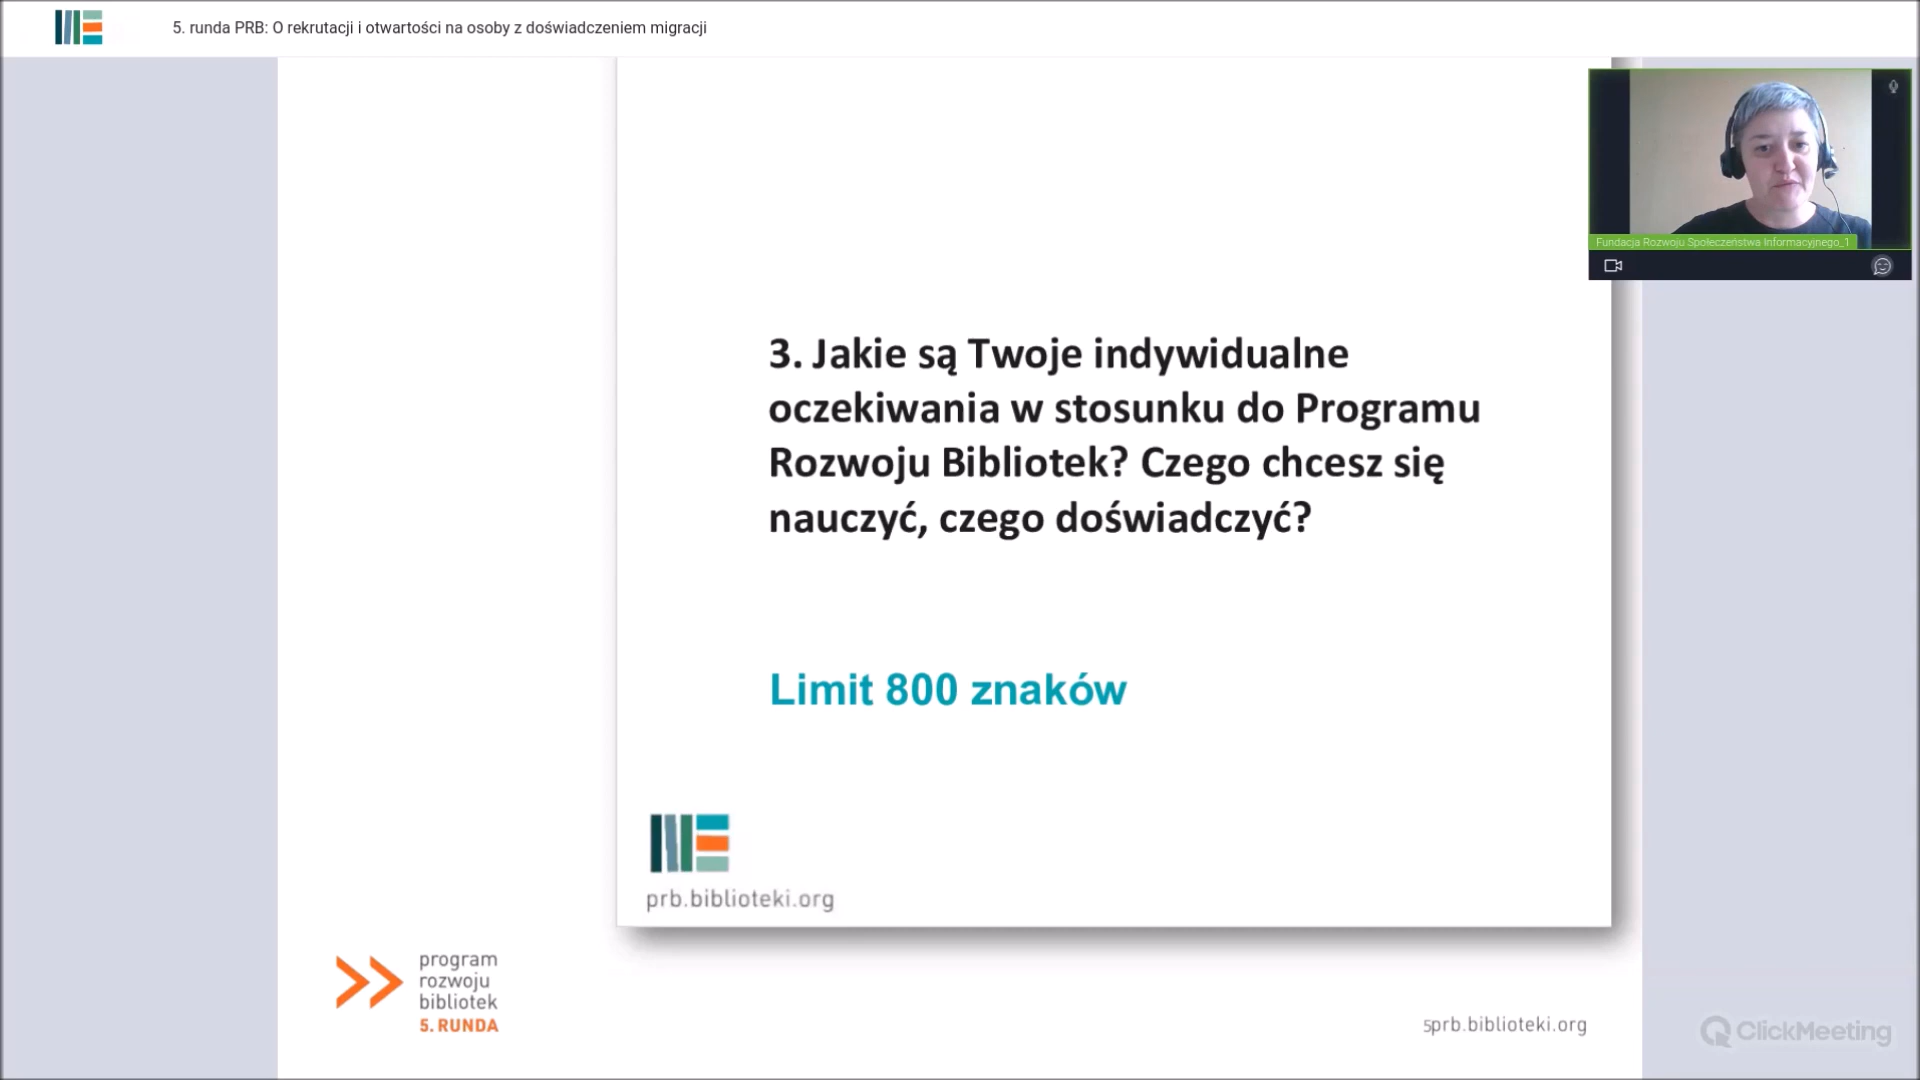 5. runda PRB: O rekrutacji i otwartości na osoby z doświadczeniem migracji
Fundacja Rozwoju Społeczeństwa Informacyjnego_1
3. Jakie są Twoje indywidualne
oczekiwania w stosunku do Programu
Rozwoju Bibliotek? Czego chcesz się
nauczyć, czego doświadczyć?
Limit 800 znaków
prb.biblioteki.org
program
rozwoju
bibliotek
5. RUNDA
5prb.biblioteki.org
ClickMeeting